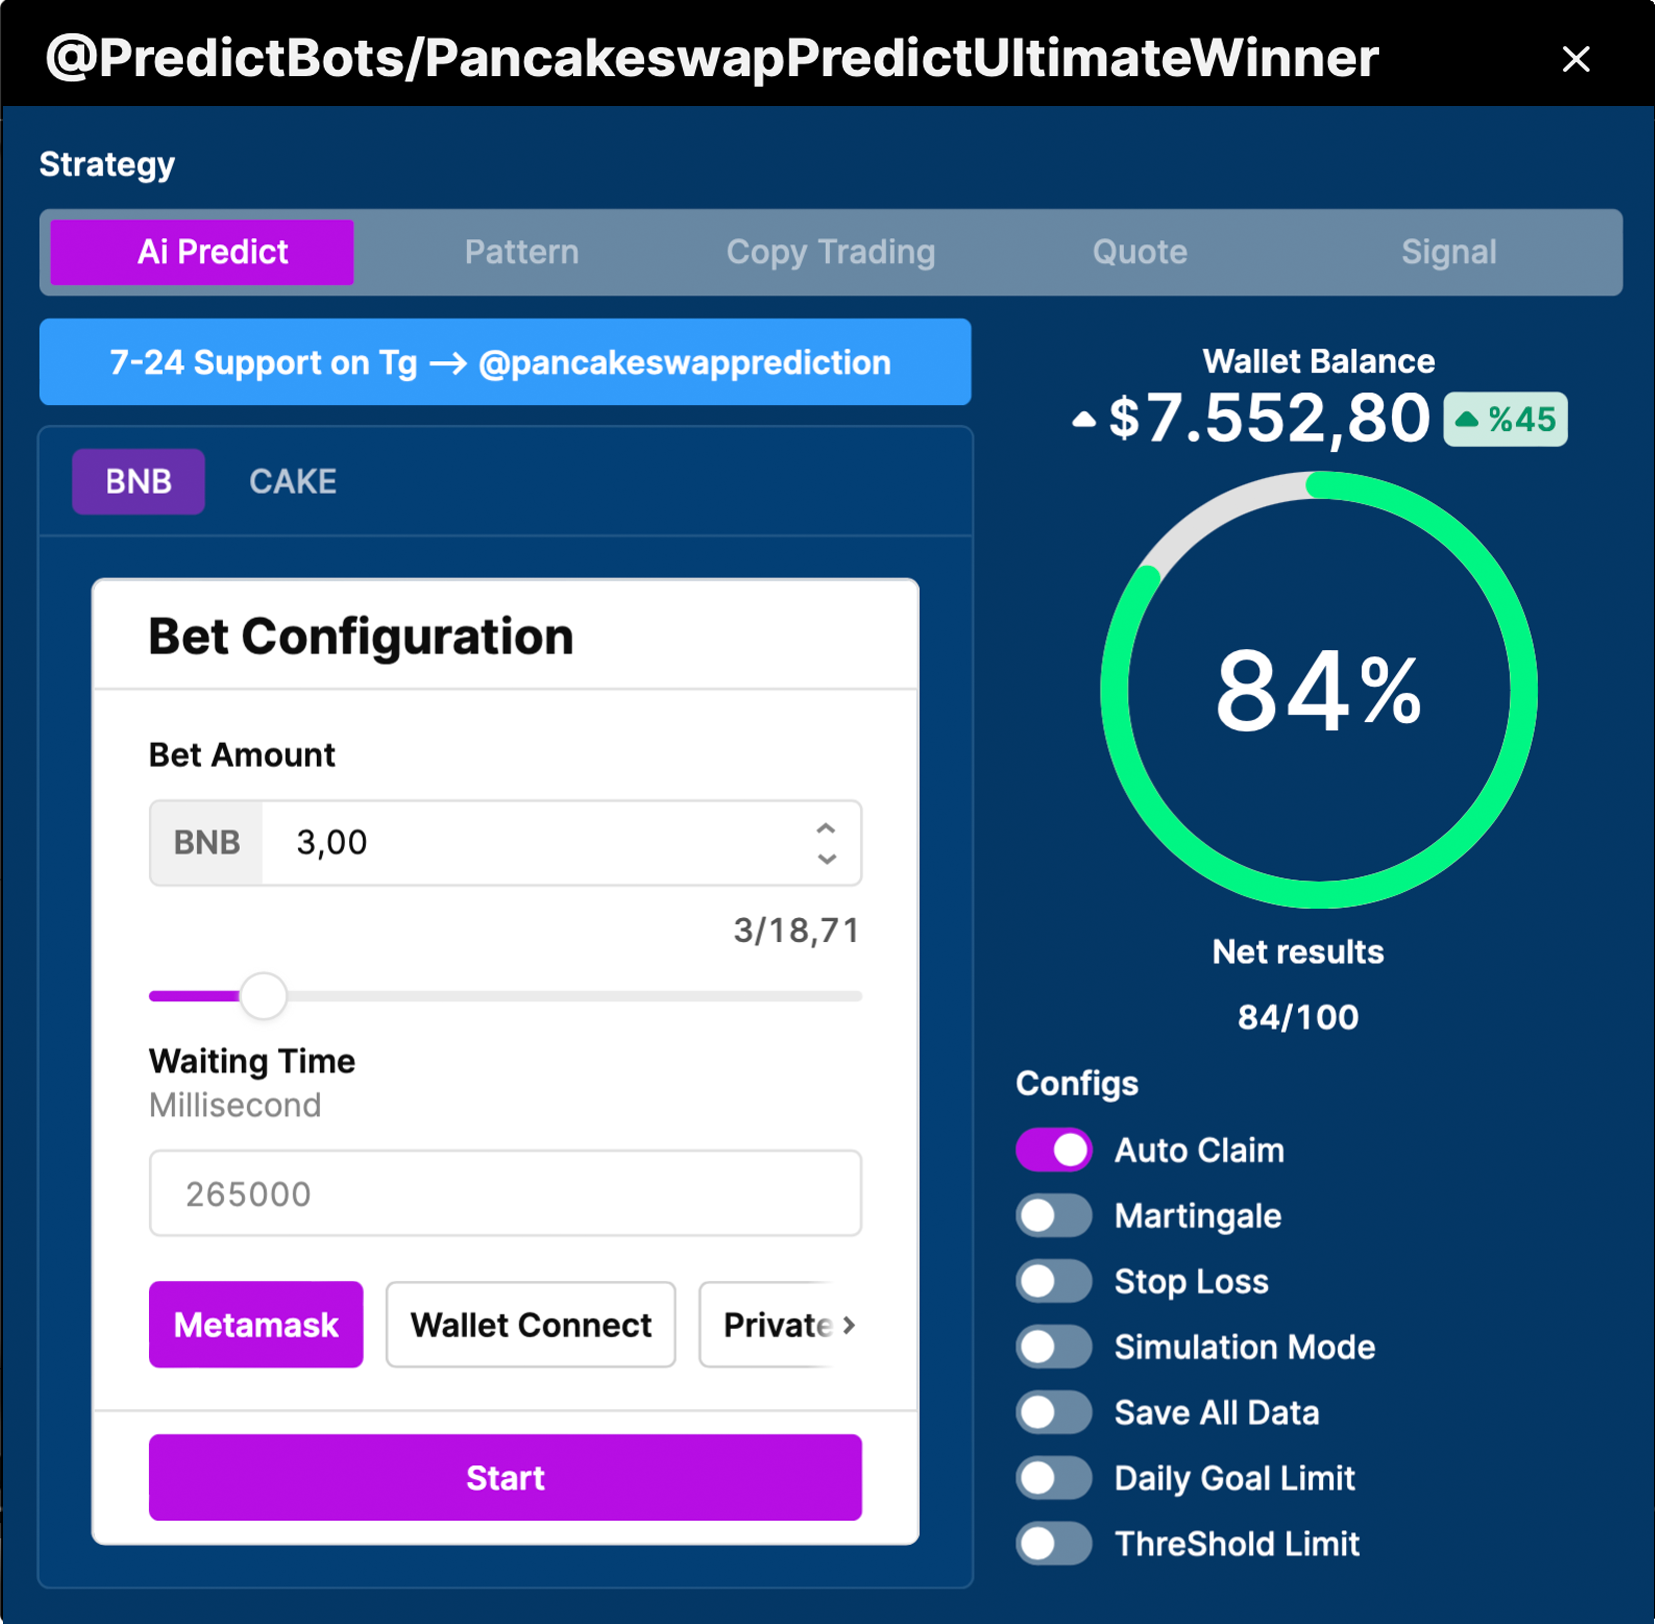 @PredictBots/PancakeswapPredictUltimateWinner
Strategy
Ai Predict
Pattern
Copy Trading
Quote
Signal
7-24 Support on Tg → @pancakeswapprediction
BNB
CAKE
Bet Configuration
Bet Amount
BNB
3,00
3/18,71
Waiting Time
Millisecond
265000
Metamask
Wallet Connect
Private
Start
Wallet Balance
$7.552,80
%45
84%
Net results
84/100
Configs
Auto Claim
Martingale
Stop Loss
Simulation Mode
Save All Data
Daily Goal Limit
ThreShold Limit